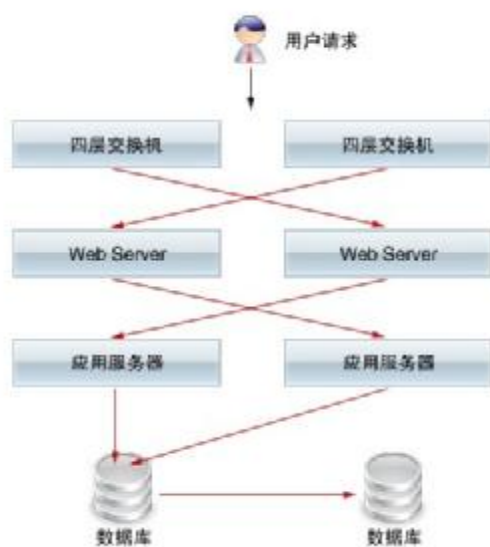 用户请求
四层交换机
四层交换机
Web Server
Web Server
应用服务器
应用服务器
数据库
数据库